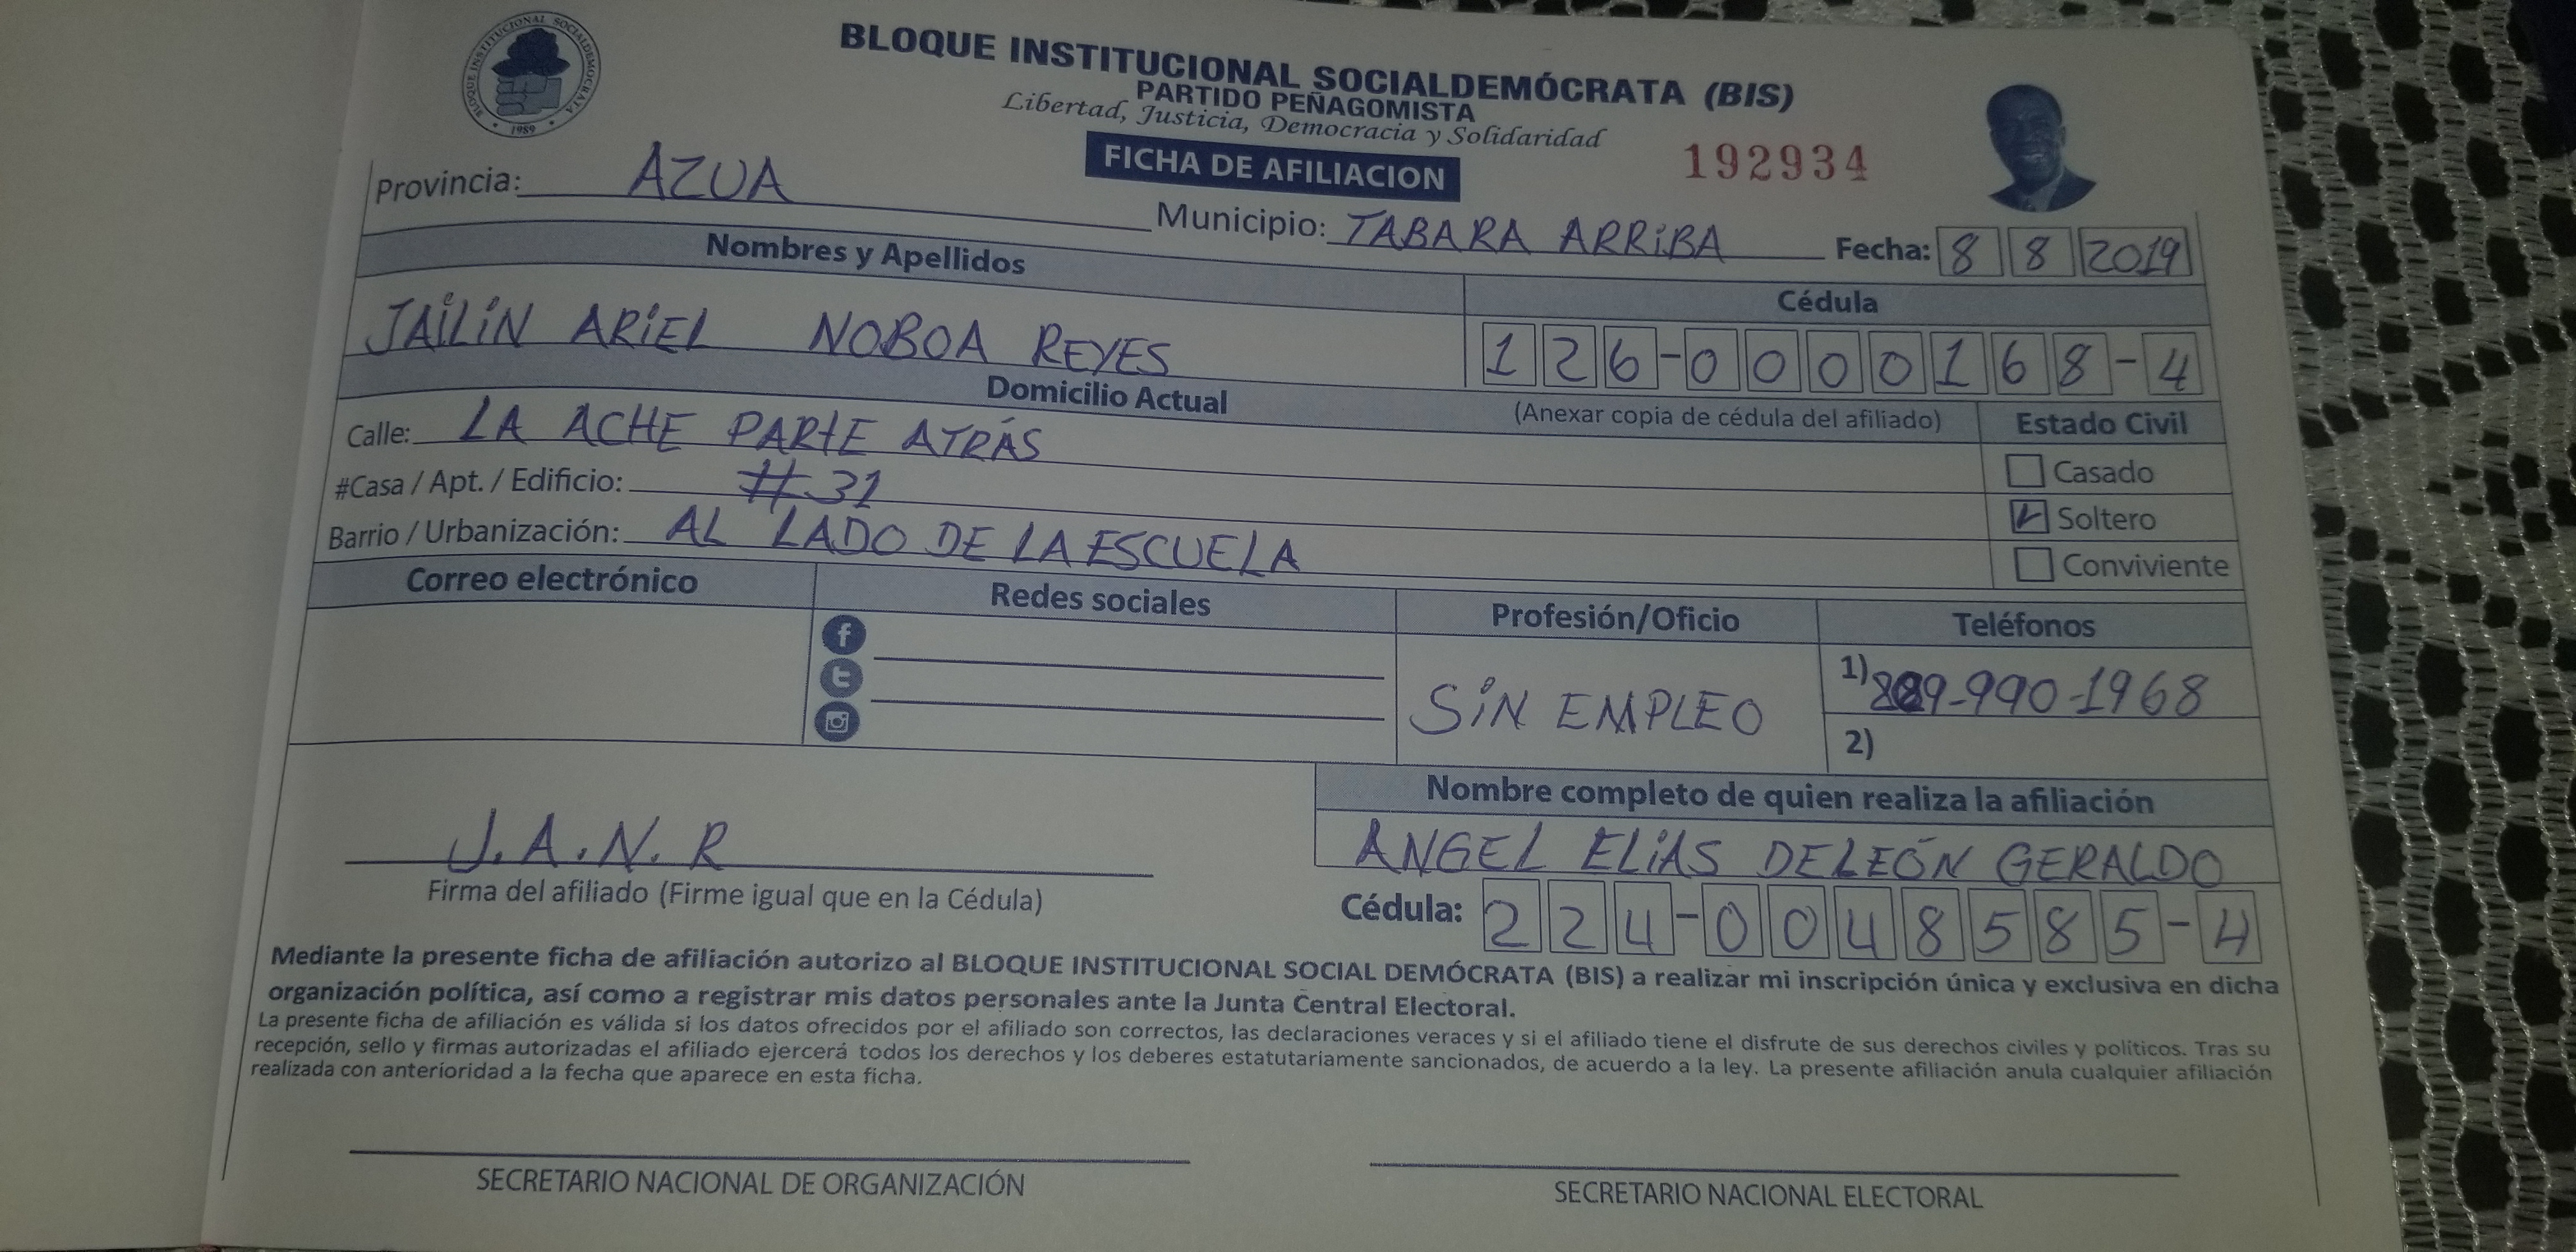 BLOQUE INSTITUCIONAL SOCIALDEMOCRATA
1989
BLOQUE INSTITUCIONAL SOCIALDEMÓCRATA (BIS)
PARTIDO PEÑAGOMISTA
Libertad, Justicia, Democracia y Solidaridad
FICHA DE AFILIACION
192934
Provincia: AZUA
Municipio: TABARA ARRiBA
Fecha: 8 8 2019
Nombres y Apellidos
Cédula
JAiLiN ARiEL NOBOA REYES
126-0000168-4
Domicilio Actual
(Anexar copia de cédula del afiliado)
Estado Civil
Calle: LA ACHE PARtE ATRÁS
Casado
#Casa / Apt. / Edificio: #31
Soltero
Barrio / Urbanización: AL LADO DE LA ESCUELA
Conviviente
Correo electrónico
Redes sociales
Profesión/Oficio
Teléfonos
SiN EMPLEO
1) 9-990-1968
2)
Nombre completo de quien realiza la afiliación
J.A.N.R
ANGEL ELiAS DELEÓN GERALDO
Firma del afiliado (Firme igual que en la Cédula)
Cédula: 224-0048585-4
Mediante la presente ficha de afiliación autorizo al BLOQUE INSTITUCIONAL SOCIAL DEMÓCRATA (BIS) a realizar mi inscripción única y exclusiva en dicha
organización política, así como a registrar mis datos personales ante la Junta Central Electoral.
La presente ficha de afiliación es válida si los datos ofrecidos por el afiliado son correctos, las declaraciones veraces y si el afiliado tiene el disfrute de sus derechos civiles y políticos. Tras su
recepción, sello y firmas autorizadas el afiliado ejercerá todos los derechos y los deberes estatutariamente sancionados, de acuerdo a la ley. La presente afiliación anula cualquier afiliación
realizada con anterioridad a la fecha que aparece en esta ficha.
SECRETARIO NACIONAL DE ORGANIZACIÓN
SECRETARIO NACIONAL ELECTORAL